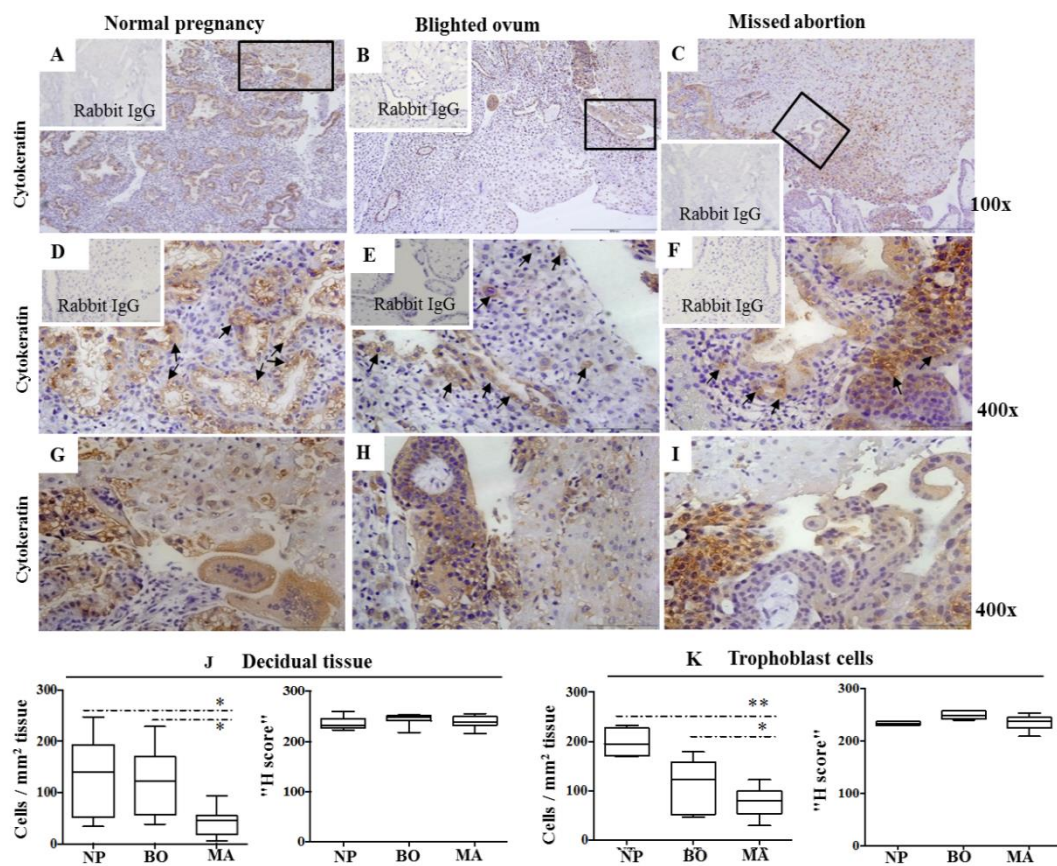 Normal pregnancy Blighted ovum Missed abortion
A B C
Rabbit IgG Rabbit IgG Rabbit IgG
Cytokeratin 100x
D E F
Rabbit IgG Rabbit IgG Rabbit IgG
Cytokeratin 400x
G H I
Cytokeratin 400x
J Decidual tissue K Trophoblast cells
Cells / mm² tissue
300
200
100
0
* *
NP BO MA
"H score"
300
200
100
0
NP BO MA
Cells / mm² tissue
300
200
100
0
** *
NP BO MA
"H score"
300
200
100
0
NP BO MA